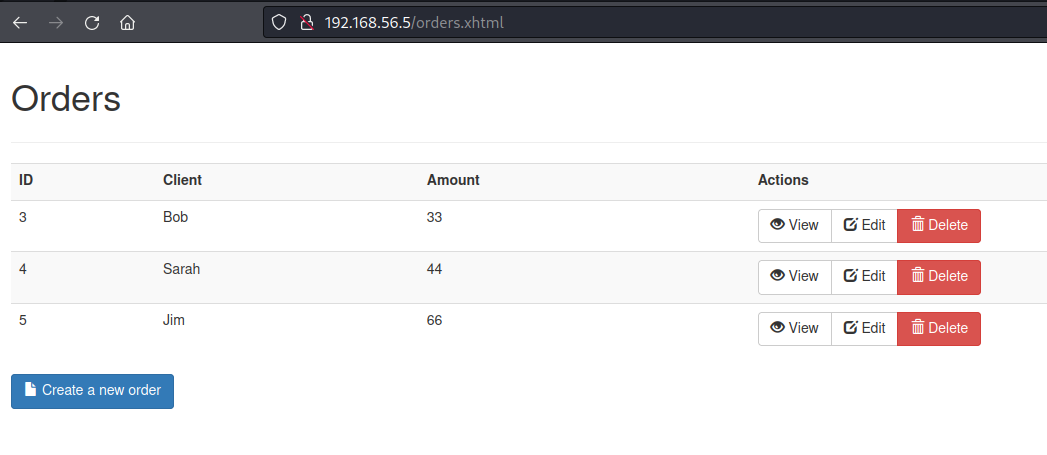 192.168.56.5/orders.xhtml
Orders
ID Client Amount Actions
3 Bob 33 View Edit Delete
4 Sarah 44 View Edit Delete
5 Jim 66 View Edit Delete
Create a new order